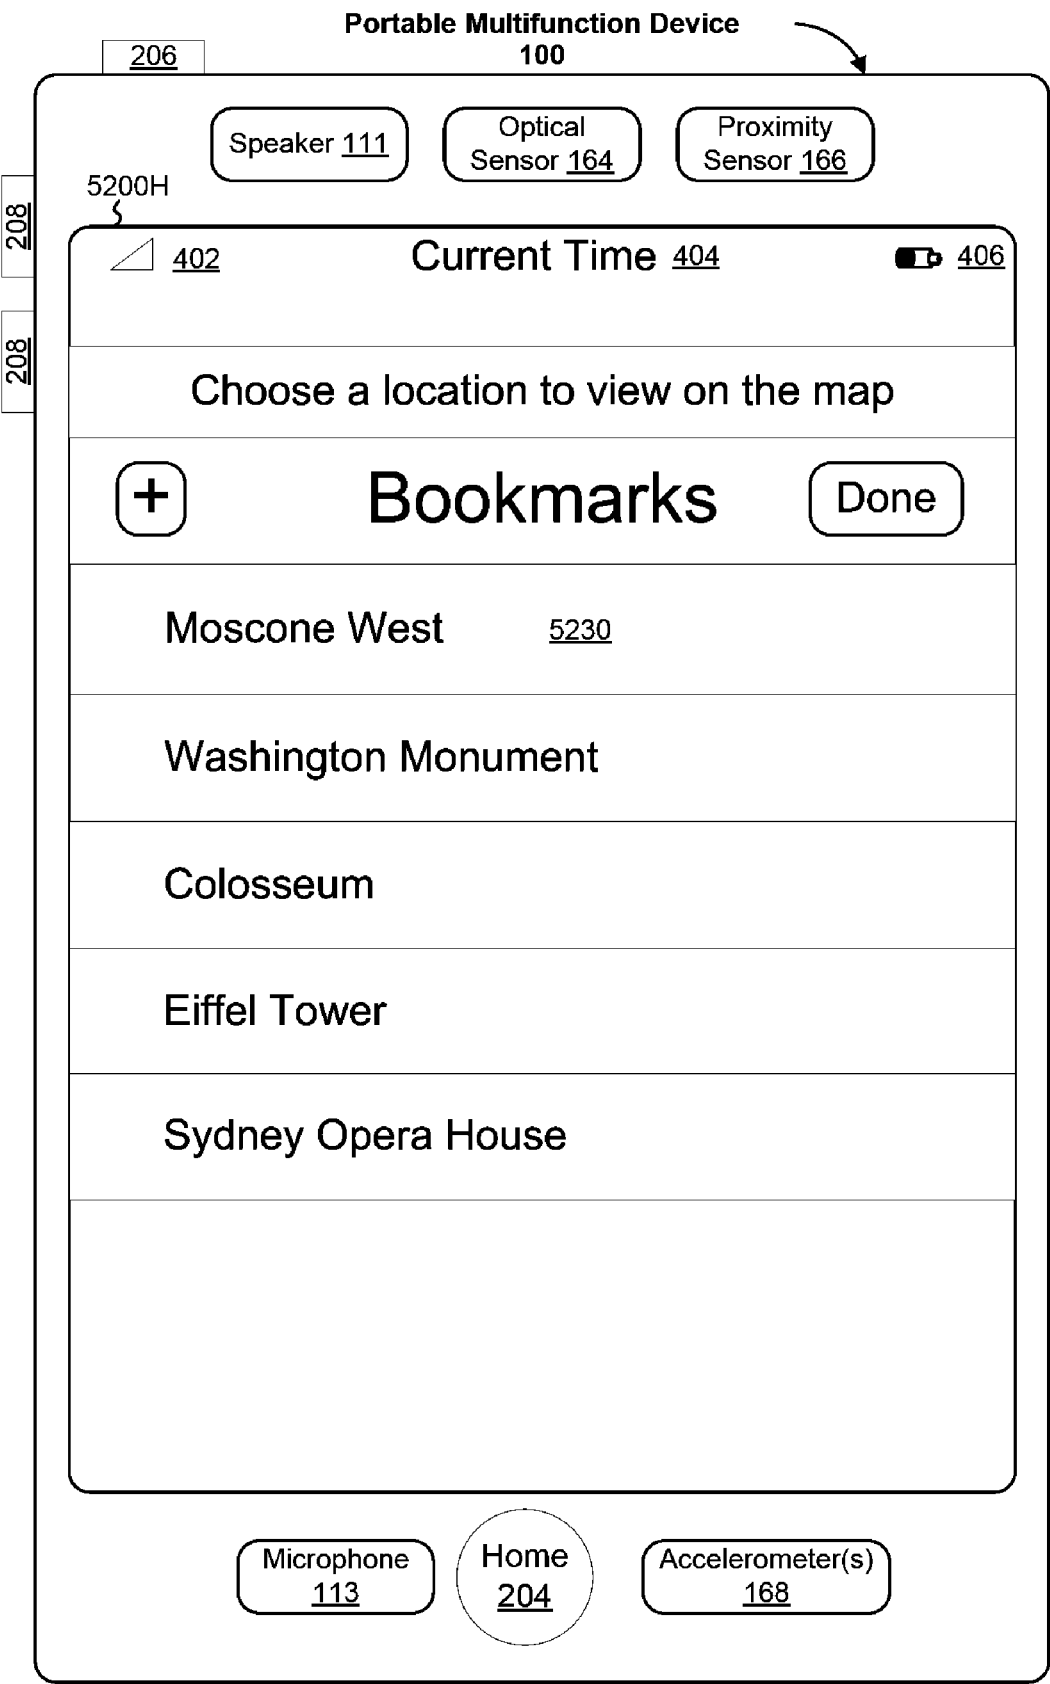 Portable Multifunction Device
100
206
Speaker 111
Optical
Sensor 164
Proximity
Sensor 166
5200H
208
208
402
Current Time 404
406
Choose a location to view on the map
+
Bookmarks
Done
Moscone West 5230
Washington Monument
Colosseum
Eiffel Tower
Sydney Opera House
Microphone
113
Home
204
Accelerometer(s)
168